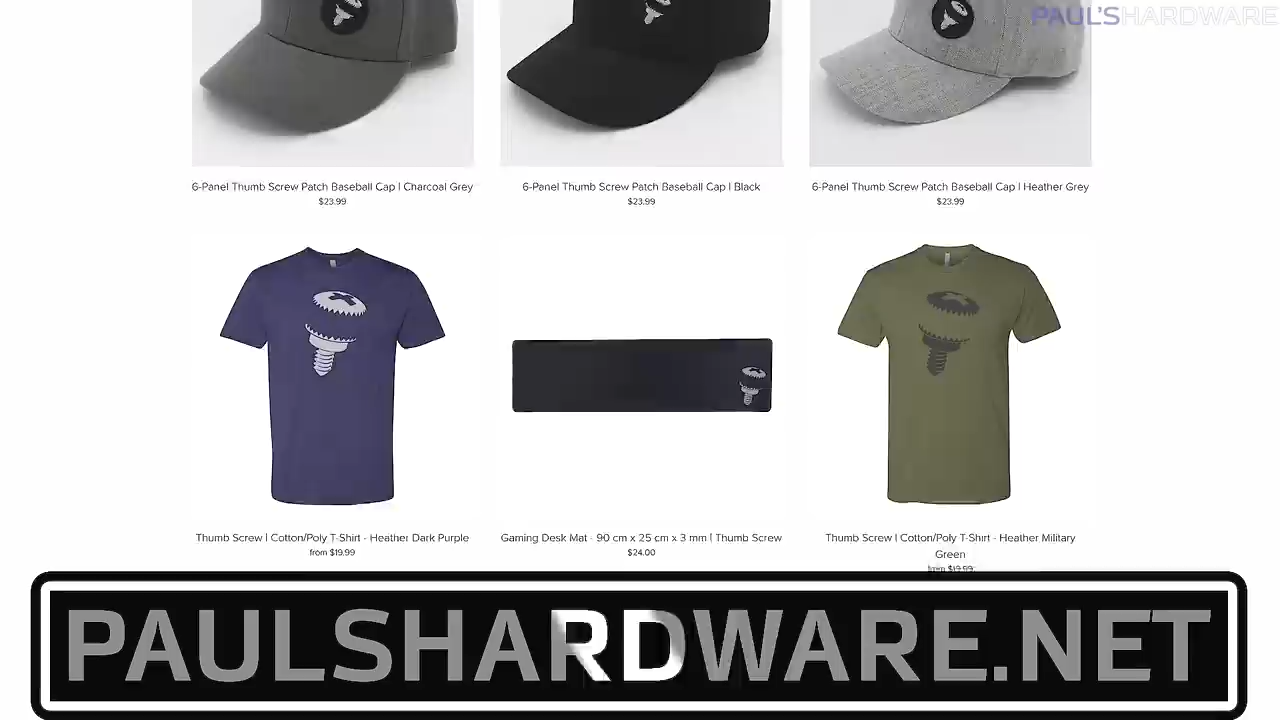 PAUL'SHARDWARE
6-Panel Thumb Screw Patch Baseball Cap | Charcoal Grey
$23.99
6-Panel Thumb Screw Patch Baseball Cap | Black
$23.99
6-Panel Thumb Screw Patch Baseball Cap | Heather Grey
$23.99
Thumb Screw | Cotton/Poly T-Shirt - Heather Dark Purple
from $19.99
Gaming Desk Mat - 90 cm x 25 cm x 3 mm | Thumb Screw
$24.00
Thumb Screw | Cotton/Poly T-Shirt - Heather Military
Green
from $19.99
PAULSHARDWARE.NET